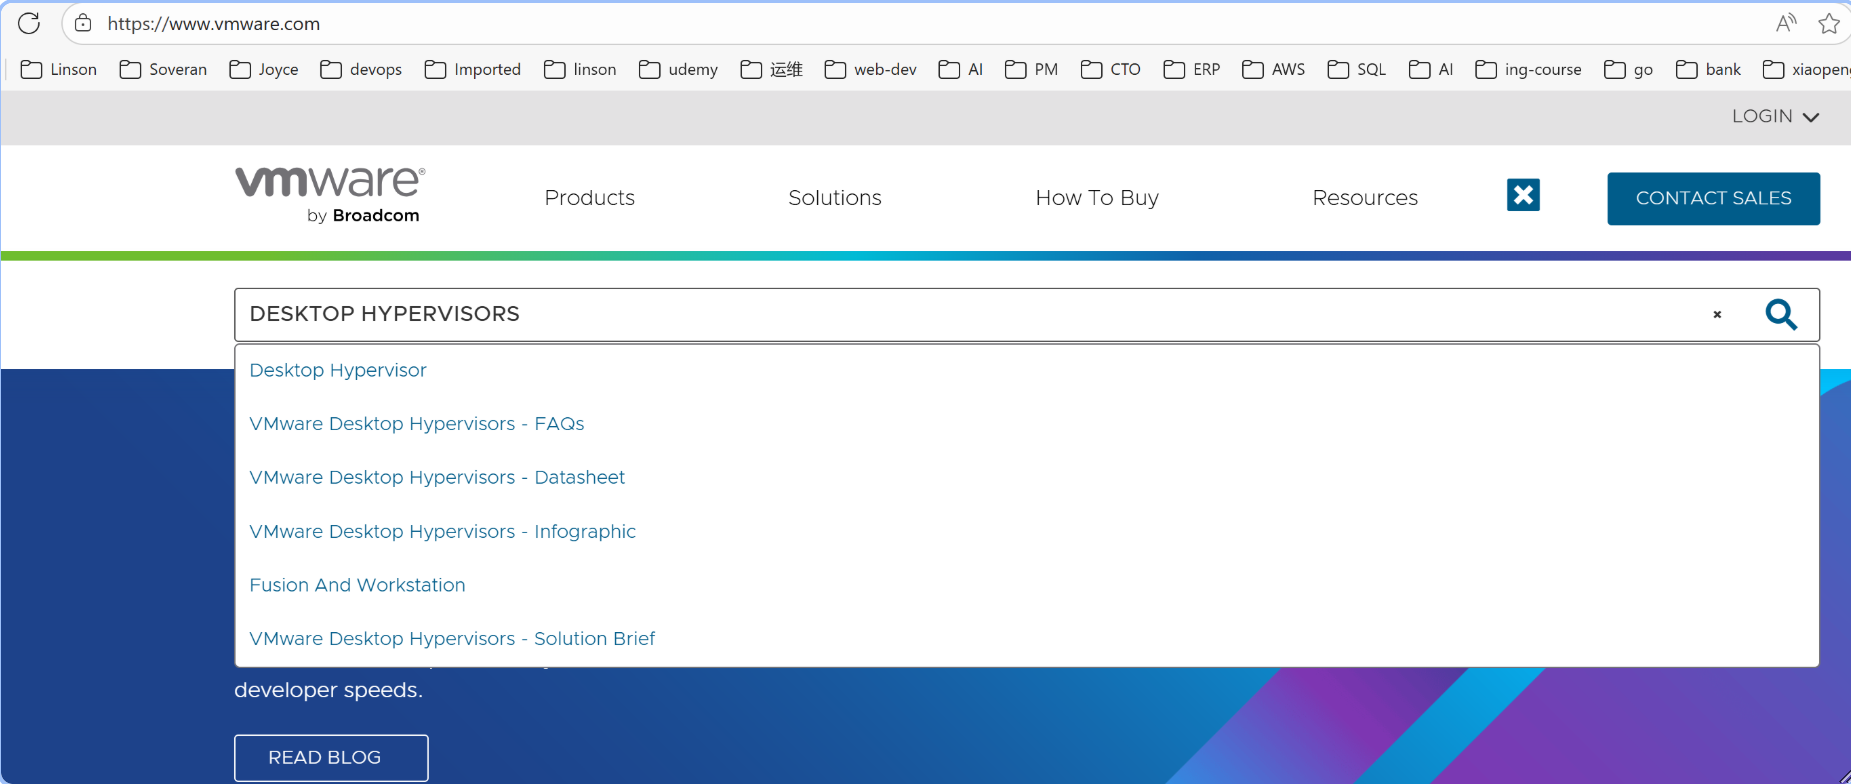 https://www.vmware.com
Linson Soveran Joyce devops Imported linson udemy 运维 web-dev AI PM CTO ERP AWS SQL AI ing-course go bank xiaopeng
LOGIN
vmware®
by Broadcom
Products Solutions How To Buy Resources CONTACT SALES
DESKTOP HYPERVISORS
Desktop Hypervisor
VMware Desktop Hypervisors - FAQs
VMware Desktop Hypervisors - Datasheet
VMware Desktop Hypervisors - Infographic
Fusion And Workstation
VMware Desktop Hypervisors - Solution Brief
developer speeds.
READ BLOG